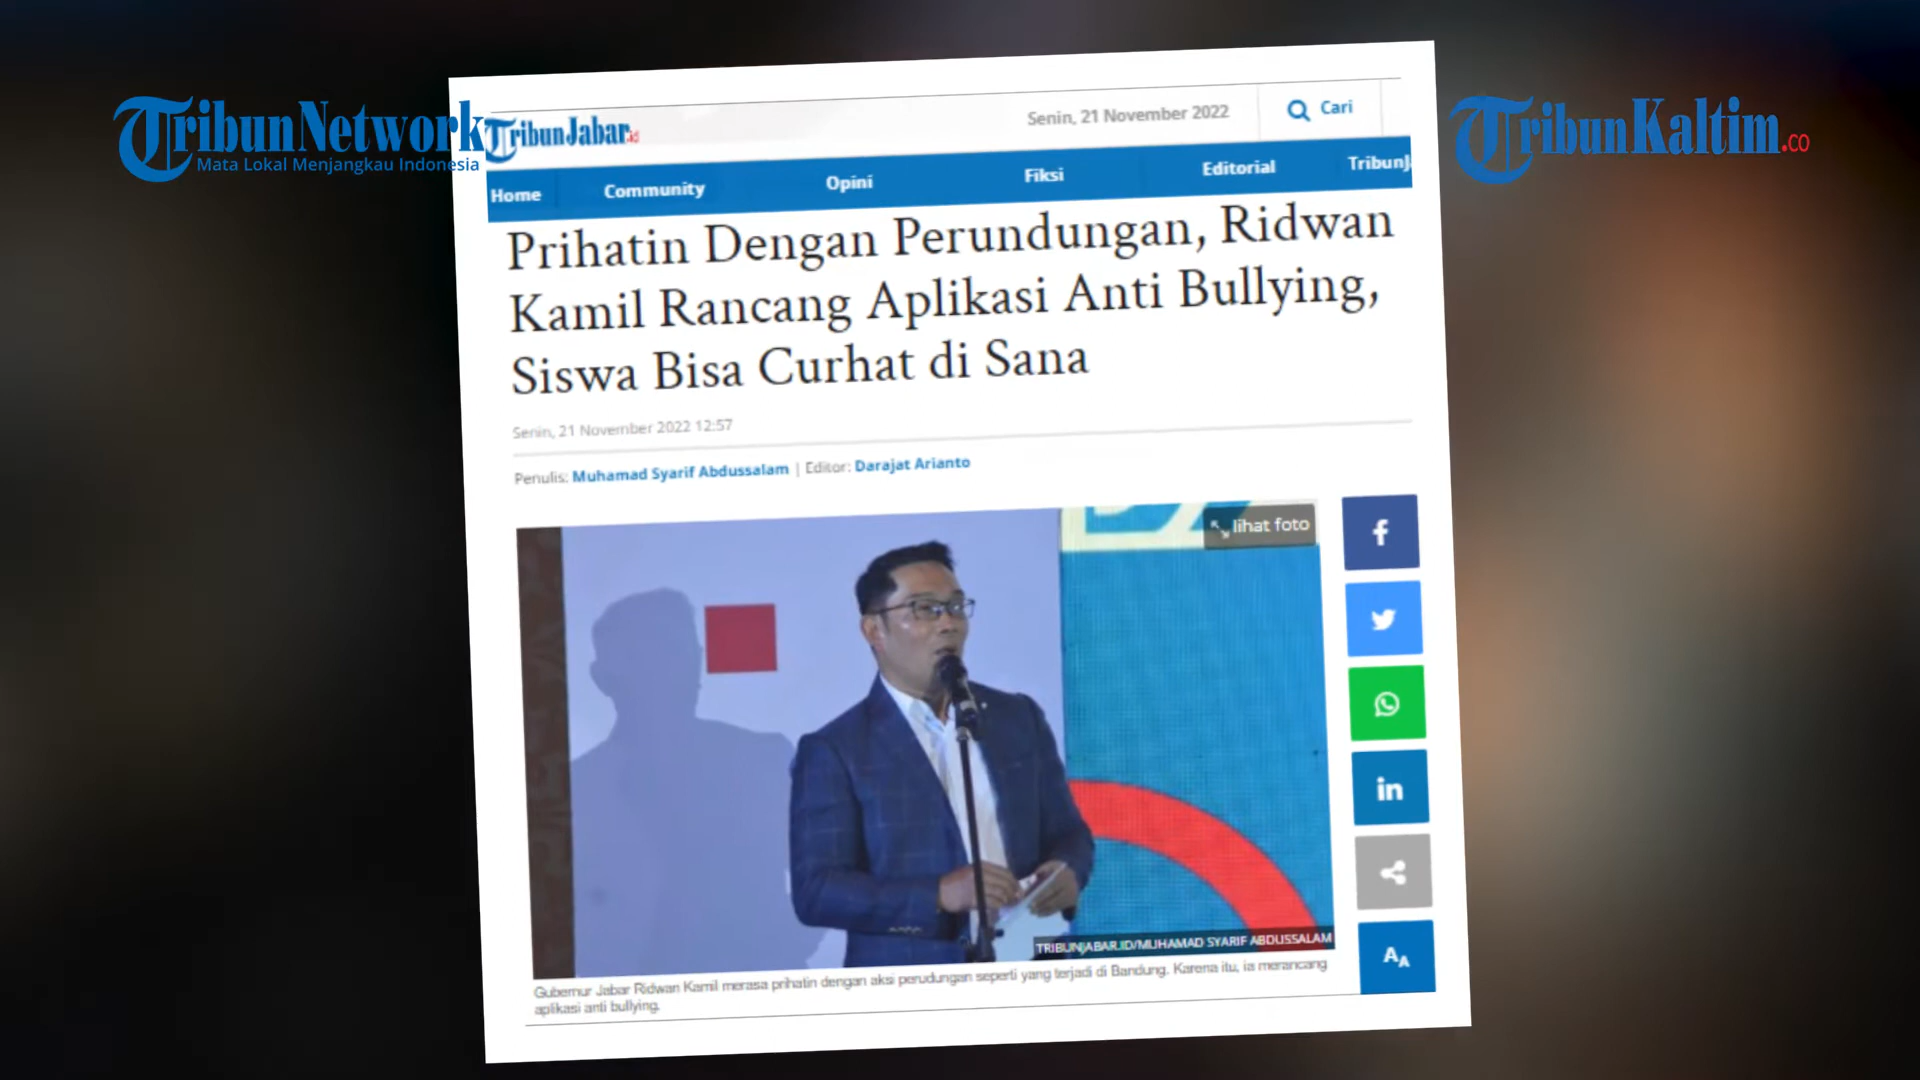 TribunNetwork
Mata Lokal Menjangkau Indonesia
TribunKaltim.co
TribunJabar.id
Senin, 21 November 2022
Cari
Home
Community
Opini
Fiksi
Editorial
TribunJ
Prihatin Dengan Perundungan, Ridwan
Kamil Rancang Aplikasi Anti Bullying,
Siswa Bisa Curhat di Sana
Senin, 21 November 2022 12:57
Penulis: Muhamad Syarif Abdussalam | Editor: Darajat Arianto
lihat foto
f
in
AA
TRIBUNJABAR.ID/MUHAMAD SYARIF ABDUSSALAM
Gubernur Jabar Ridwan Kamil merasa prihatin dengan aksi perudungan seperti yang terjadi di Bandung. Karena itu, ia merancang
aplikasi anti bullying.